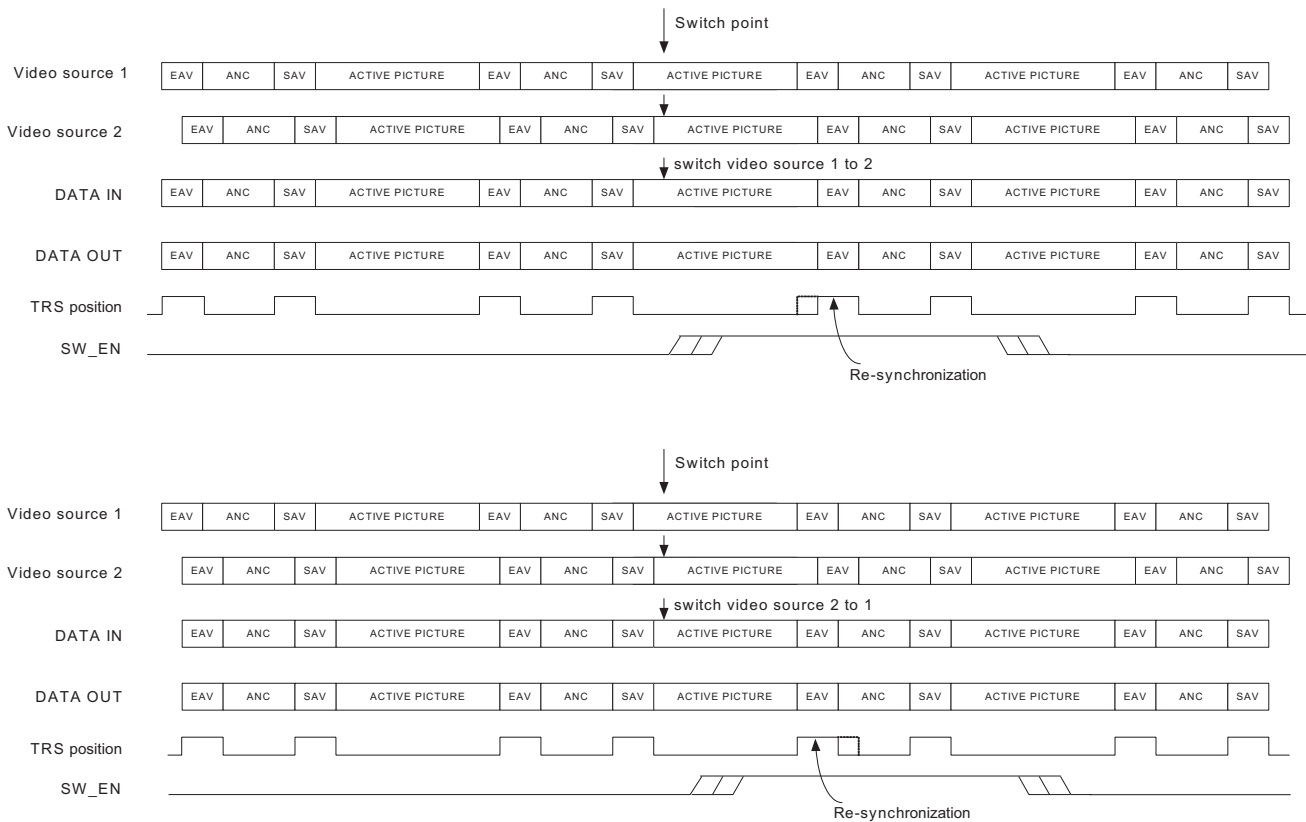 Switch point
Video source 1 EAV ANC SAV ACTIVE PICTURE EAV ANC SAV ACTIVE PICTURE EAV ANC SAV ACTIVE PICTURE EAV ANC SAV
Video source 2 EAV ANC SAV ACTIVE PICTURE EAV ANC SAV ACTIVE PICTURE EAV ANC SAV ACTIVE PICTURE EAV ANC SAV
switch video source 1 to 2
DATA IN EAV ANC SAV ACTIVE PICTURE EAV ANC SAV ACTIVE PICTURE EAV ANC SAV ACTIVE PICTURE EAV ANC SAV
DATA OUT EAV ANC SAV ACTIVE PICTURE EAV ANC SAV ACTIVE PICTURE EAV ANC SAV ACTIVE PICTURE EAV ANC SAV
TRS position
SW_EN
Re-synchronization
Switch point
Video source 1 EAV ANC SAV ACTIVE PICTURE EAV ANC SAV ACTIVE PICTURE EAV ANC SAV ACTIVE PICTURE EAV ANC SAV
Video source 2 EAV ANC SAV ACTIVE PICTURE EAV ANC SAV ACTIVE PICTURE EAV ANC SAV ACTIVE PICTURE EAV ANC SAV
switch video source 2 to 1
DATA IN EAV ANC SAV ACTIVE PICTURE EAV ANC SAV ACTIVE PICTURE EAV ANC SAV ACTIVE PICTURE EAV ANC SAV
DATA OUT EAV ANC SAV ACTIVE PICTURE EAV ANC SAV ACTIVE PICTURE EAV ANC SAV ACTIVE PICTURE EAV ANC SAV
TRS position
SW_EN
Re-synchronization